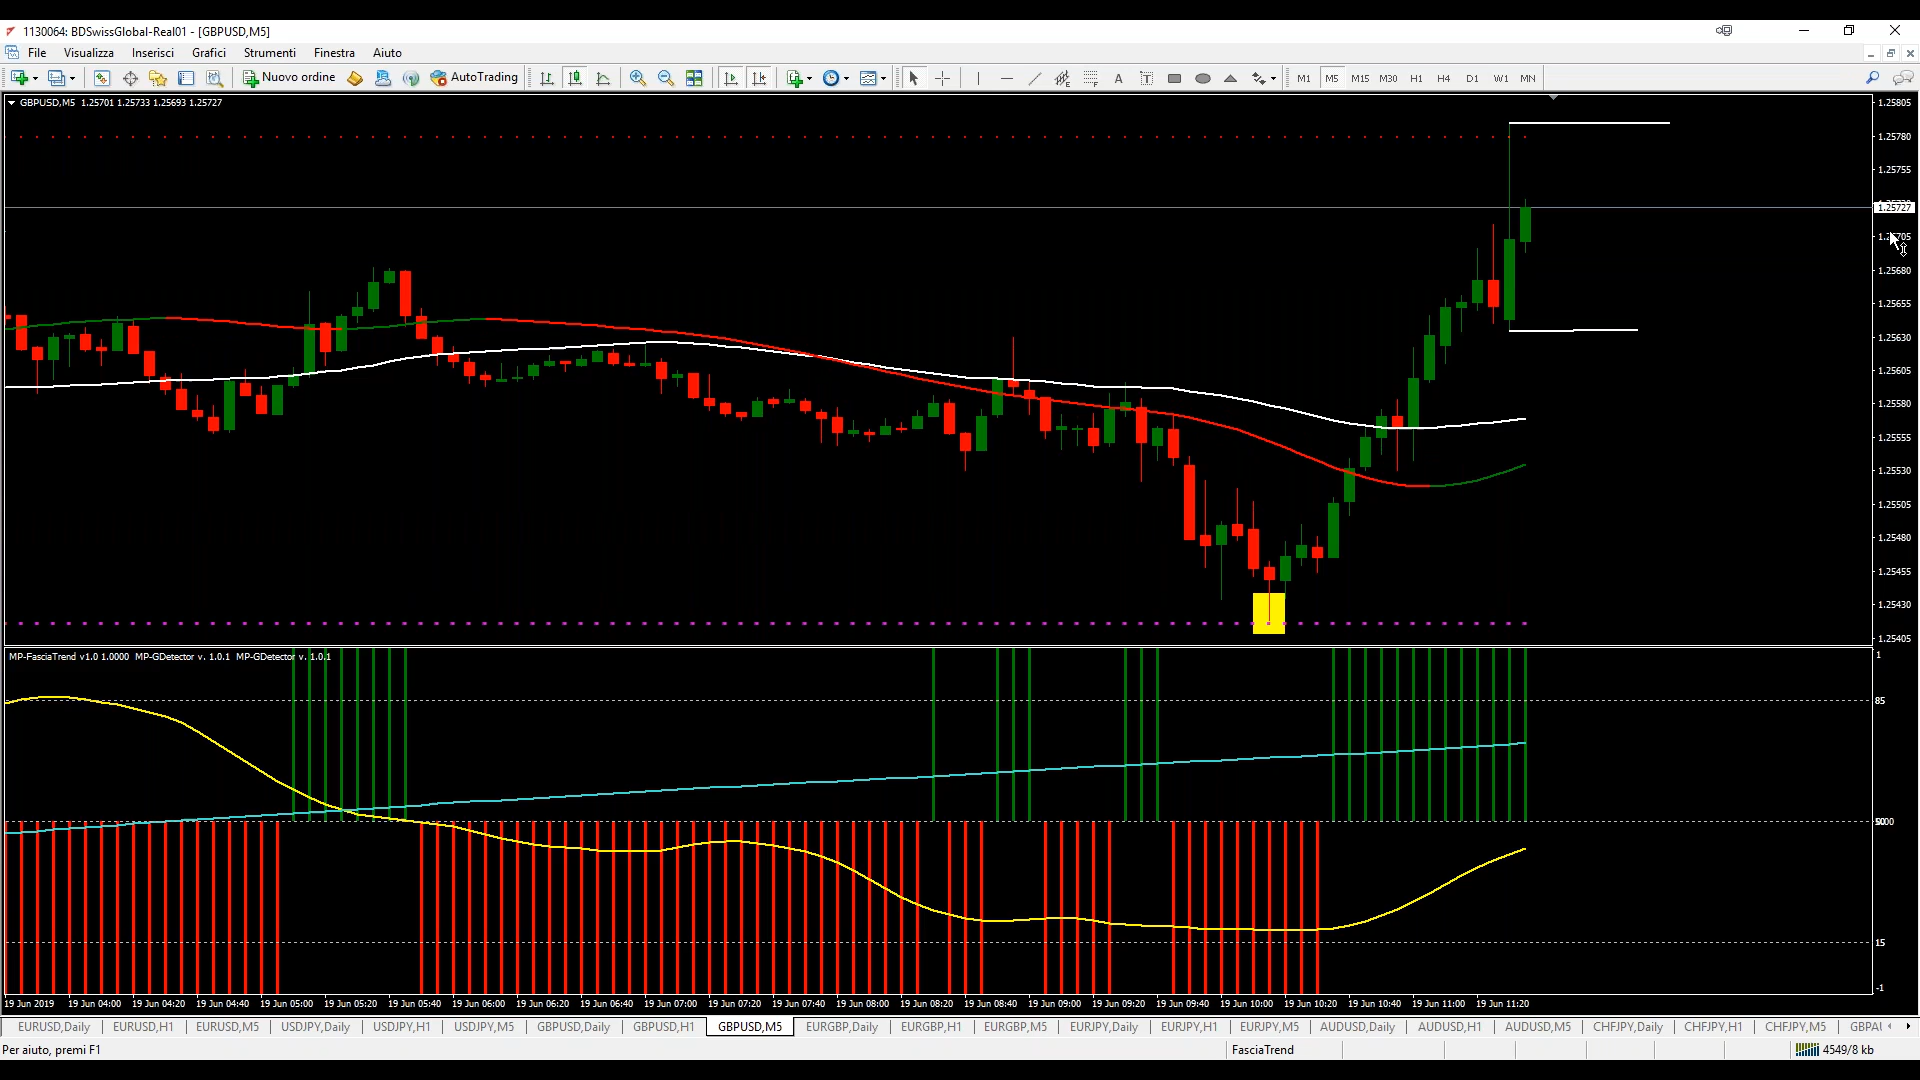 1130064: BDSwissGlobal-Real01 - [GBPUSD,M5]
File Visualizza Inserisci Grafici Strumenti Finestra Aiuto
Nuovo ordine AutoTrading A T M1 M5 M15 M30 H1 H4 D1 W1 MN
GBPUSD,M5 1.25701 1.25733 1.25693 1.25727
1.25805
1.25780
1.25755
1.25727
1.25705
1.25680
1.25655
1.25630
1.25605
1.25580
1.25555
1.25530
1.25505
1.25480
1.25455
1.25430
1.25405
MP-FasciaTrend v1.0 1.0000 MP-GDetector v. 1.0.1 MP-GDetector v. 1.0.1
1
85
15
-1
19 Jun 2019 19 Jun 04:00 19 Jun 04:20 19 Jun 04:40 19 Jun 05:00 19 Jun 05:20 19 Jun 05:40 19 Jun 06:00 19 Jun 06:20 19 Jun 06:40 19 Jun 07:00 19 Jun 07:20 19 Jun 07:40 19 Jun 08:00 19 Jun 08:20 19 Jun 08:40 19 Jun 09:00 19 Jun 09:20 19 Jun 09:40 19 Jun 10:00 19 Jun 10:20 19 Jun 10:40 19 Jun 11:00 19 Jun 11:20
EURUSD,Daily EURUSD,H1 EURUSD,M5 USDJPY,Daily USDJPY,H1 USDJPY,M5 GBPUSD,Daily GBPUSD,H1 GBPUSD,M5 EURGBP,Daily EURGBP,H1 EURGBP,M5 EURJPY,Daily EURJPY,H1 EURJPY,M5 AUDUSD,Daily AUDUSD,H1 AUDUSD,M5 CHFJPY,Daily CHFJPY,H1 CHFJPY,M5 GBPAU
Per aiuto, premi F1 FasciaTrend 4549/8 kb